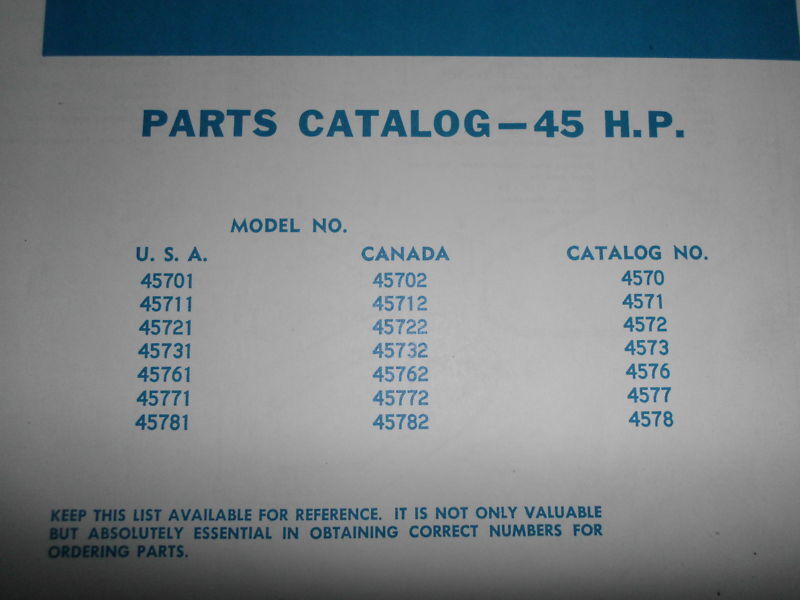 PARTS CATALOG—45 H.P.
MODEL NO.
U. S. A. CANADA CATALOG NO.
45701 45702 4570
45711 45712 4571
45721 45722 4572
45731 45732 4573
45761 45762 4576
45771 45772 4577
45781 45782 4578
KEEP THIS LIST AVAILABLE FOR REFERENCE. IT IS NOT ONLY VALUABLE
BUT ABSOLUTELY ESSENTIAL IN OBTAINING CORRECT NUMBERS FOR
ORDERING PARTS.